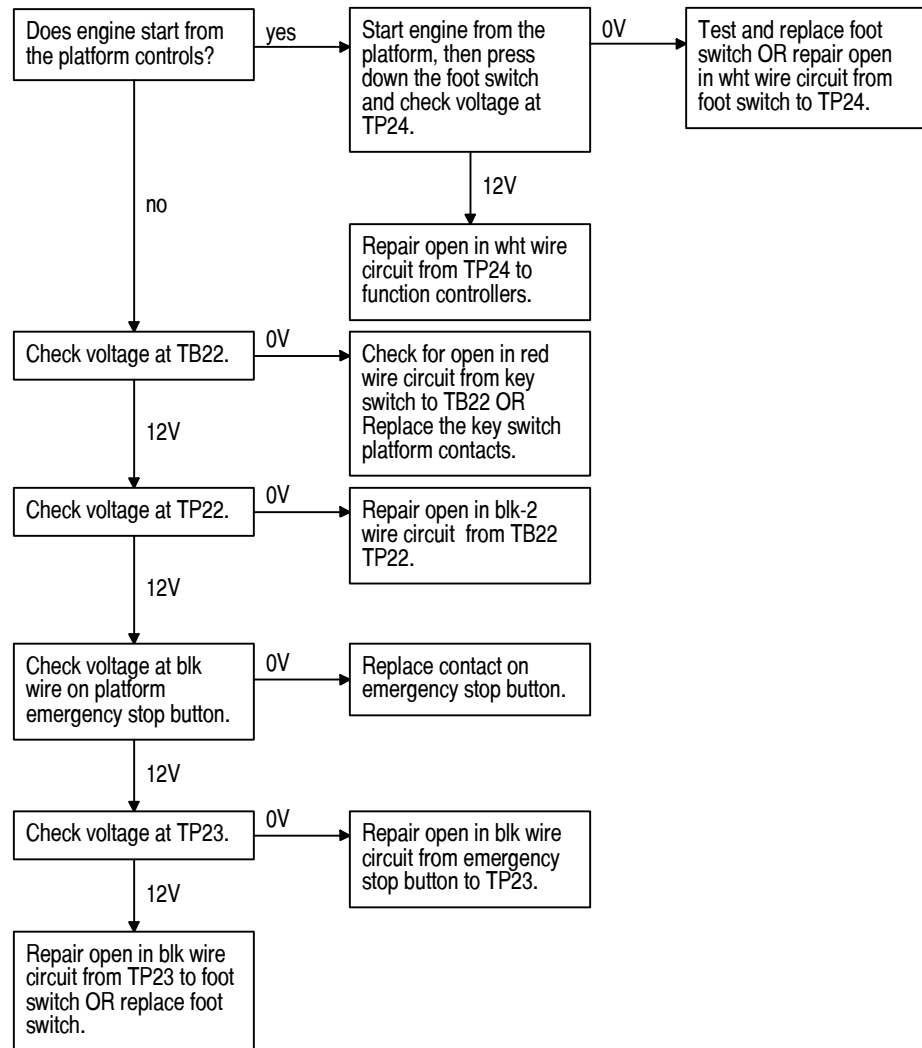 Does engine start from
the platform controls?
yes
Start engine from the
platform, then press
down the foot switch
and check voltage at
TP24.
0V
Test and replace foot
switch OR repair open
in wht wire circuit from
foot switch to TP24.
12V
no
Repair open in wht wire
circuit from TP24 to
function controllers.
Check voltage at TB22.
0V
Check for open in red
wire circuit from key
switch to TB22 OR
Replace the key switch
platform contacts.
12V
Check voltage at TP22.
0V
Repair open in blk-2
wire circuit from TB22
TP22.
12V
Check voltage at blk
wire on platform
emergency stop button.
0V
Replace contact on
emergency stop button.
12V
Check voltage at TP23.
0V
Repair open in blk wire
circuit from emergency
stop button to TP23.
12V
Repair open in blk wire
circuit from TP23 to foot
switch OR replace foot
switch.